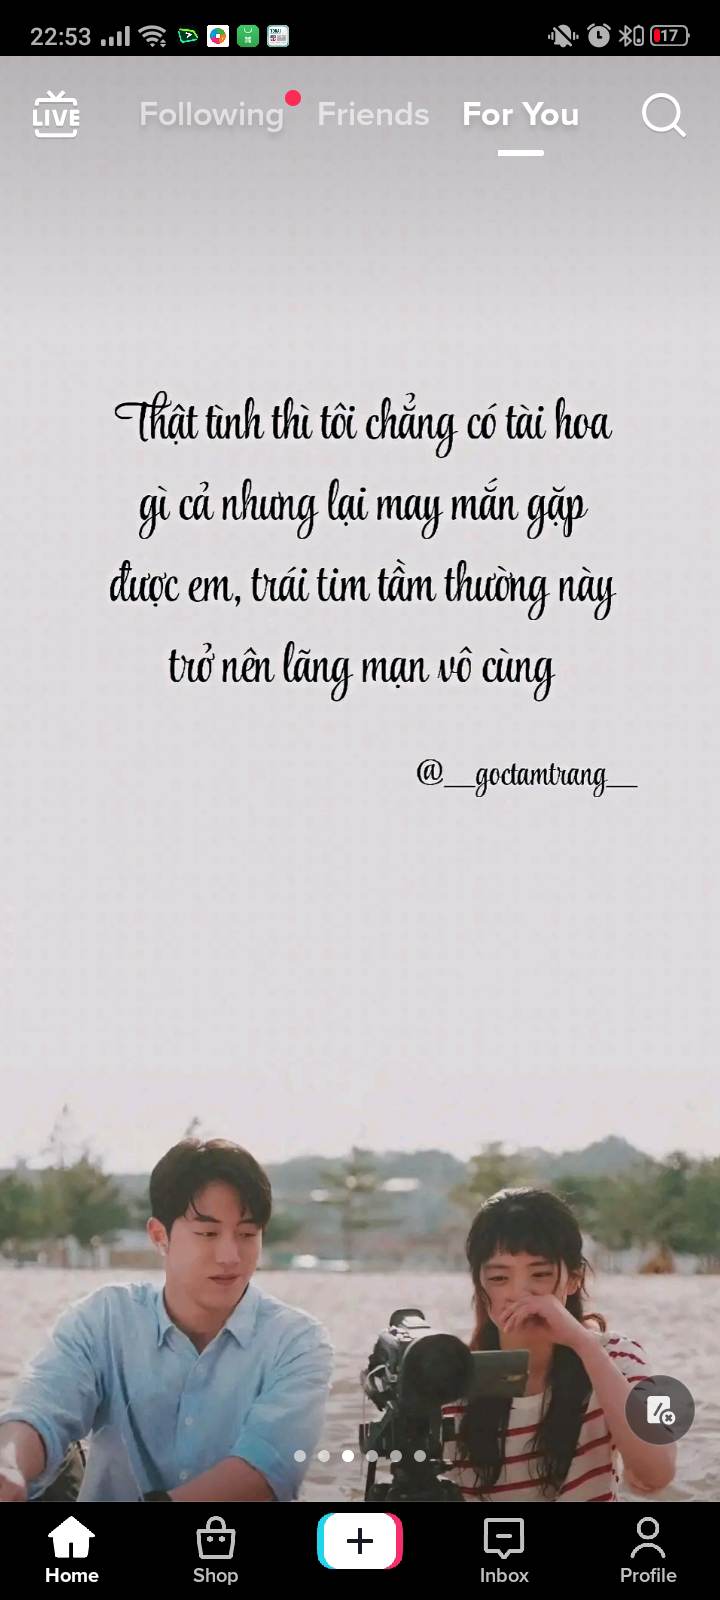 22:53
17
LIVE
Following Friends For You
Thật tình thì tôi chẳng có tài hoa
gì cả nhưng lại may mắn gặp
được em, trái tim tầm thường này
trở nên lãng mạn vô cùng
@__goctamtrang__
Home Shop Inbox Profile